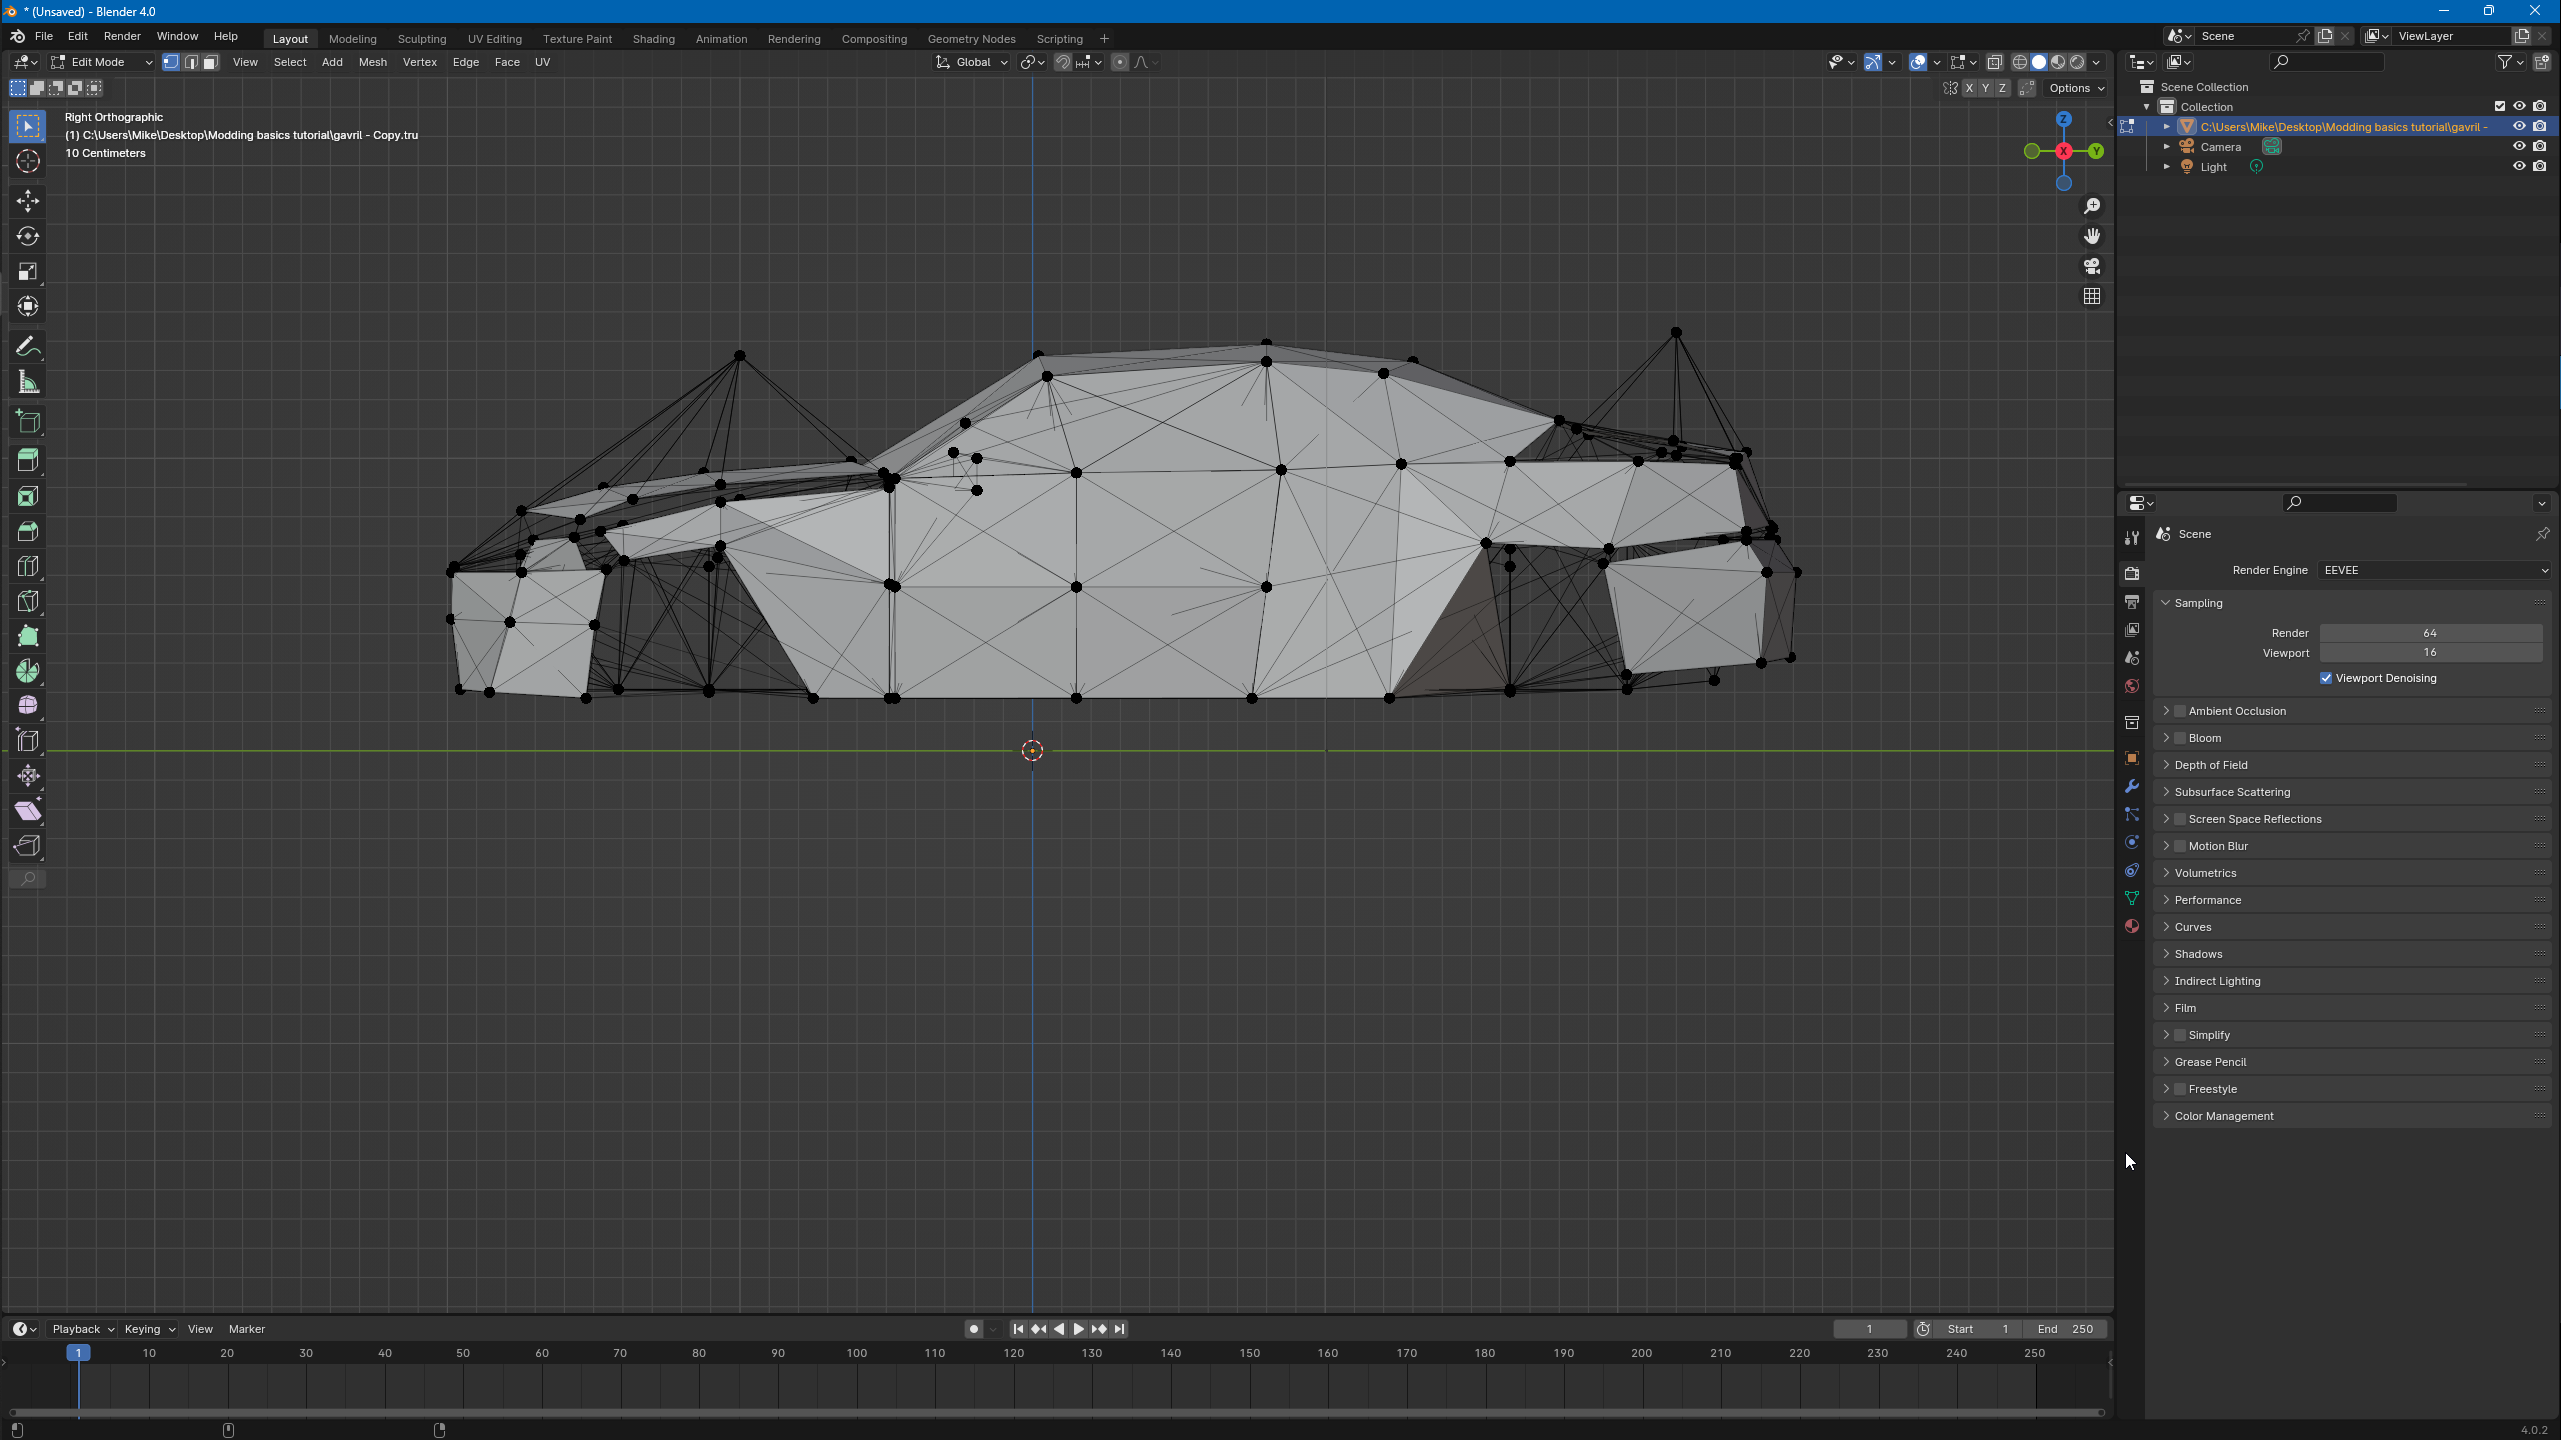 * (Unsaved) - Blender 4.0
File Edit Render Window Help
Layout Modeling Sculpting UV Editing Texture Paint Shading Animation Rendering Compositing Geometry Nodes Scripting +
Scene
ViewLayer
Edit Mode View Select Add Mesh Vertex Edge Face UV
Global
X Y Z Options
Right Orthographic
(1) C:\Users\Mike\Desktop\Modding basics tutorial\gavril - Copy.tru
10 Centimeters
Z
X
Y
Scene Collection
Collection
C:\Users\Mike\Desktop\Modding basics tutorial\gavril -
Camera
Light
Scene
Render Engine EEVEE
Sampling
Render 64
Viewport 16
Viewport Denoising
Ambient Occlusion
Bloom
Depth of Field
Subsurface Scattering
Screen Space Reflections
Motion Blur
Volumetrics
Performance
Curves
Shadows
Indirect Lighting
Film
Simplify
Grease Pencil
Freestyle
Color Management
Playback Keying View Marker
1 Start 1 End 250
1 10 20 30 40 50 60 70 80 90 100 110 120 130 140 150 160 170 180 190 200 210 220 230 240 250
4.0.2